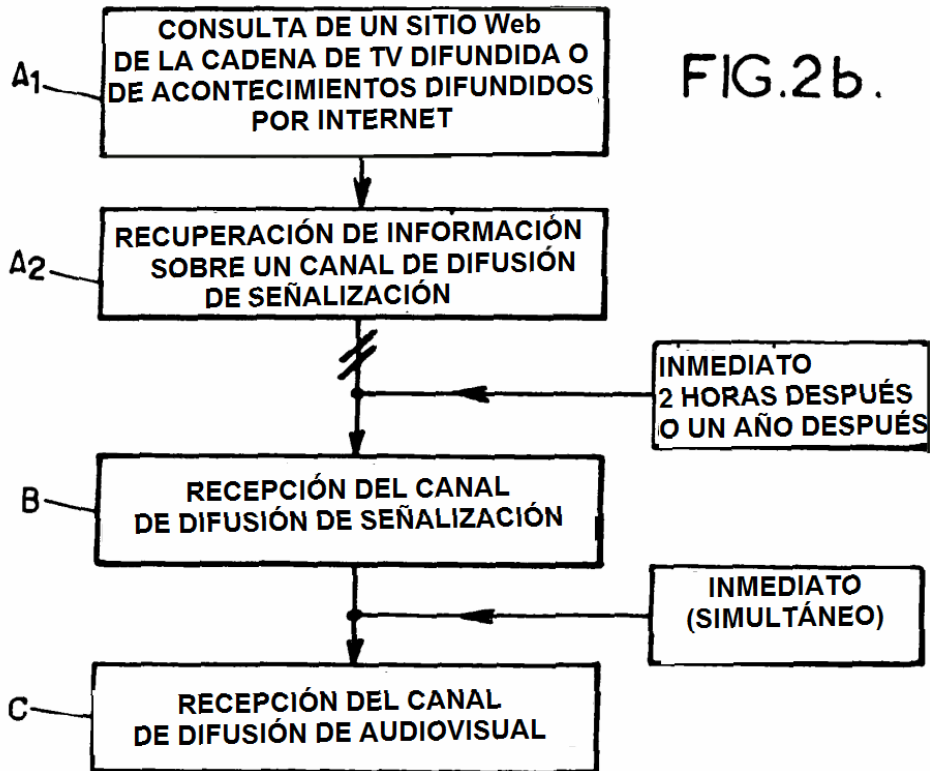 CONSULTA DE UN SITIO Web
DE LA CADENA DE TV DIFUNDIDA O
DE ACONTECIMIENTOS DIFUNDIDOS
POR INTERNET
A1
FIG.2b.
RECUPERACIÓN DE INFORMACIÓN
SOBRE UN CANAL DE DIFUSIÓN
DE SEÑALIZACIÓN
A2
INMEDIATO
2 HORAS DESPUÉS
O UN AÑO DESPUÉS
RECEPCIÓN DEL CANAL
DE DIFUSIÓN DE SEÑALIZACIÓN
B
INMEDIATO
(SIMULTÁNEO)
RECEPCIÓN DEL CANAL
DE DIFUSIÓN DE AUDIOVISUAL
C